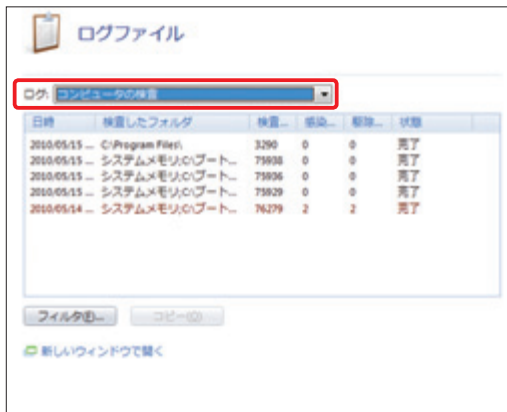 ログファイル
ログ: コンピュータの検査
日時 検査したフォルダ 検査... 感染... 駆除... 状態
2010/05/15 ... C:\Program Files\ 3290 0 0 完了
2010/05/15 ... システムメモリ;C:\ブート... 75938 0 0 完了
2010/05/15 ... システムメモリ;C:\ブート... 75936 0 0 完了
2010/05/15 ... システムメモリ;C:\ブート... 75929 0 0 完了
2010/05/14 ... システムメモリ;C:\ブート... 76279 2 2 完了
フィルタ(F)... コピー(O)
新しいウィンドウで開く